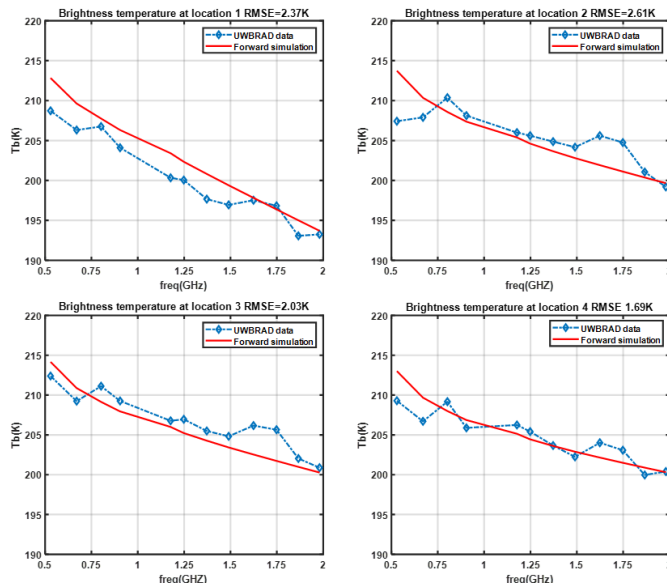 Brightness temperature at location 1 RMSE=2.37K
220
215
210
205
200
195
190
Tb(K)
UWBRAD data
Forward simulation
0.5 0.75 1 1.25 1.5 1.75 2
freq(GHz)
Brightness temperature at location 2 RMSE=2.61K
220
215
210
205
200
195
190
Tb(K)
UWBRAD data
Forward simulation
0.5 0.75 1 1.25 1.5 1.75 2
freq(GHz)
Brightness temperature at location 3 RMSE=2.03K
220
215
210
205
200
195
190
Tb(K)
UWBRAD data
Forward simulation
0.5 0.75 1 1.25 1.5 1.75 2
freq(GHZ)
Brightness temperature at location 4 RMSE 1.69K
220
215
210
205
200
195
190
Tb(K)
UWBRAD data
Forward simulation
0.5 0.75 1 1.25 1.5 1.75
freq(GHZ)